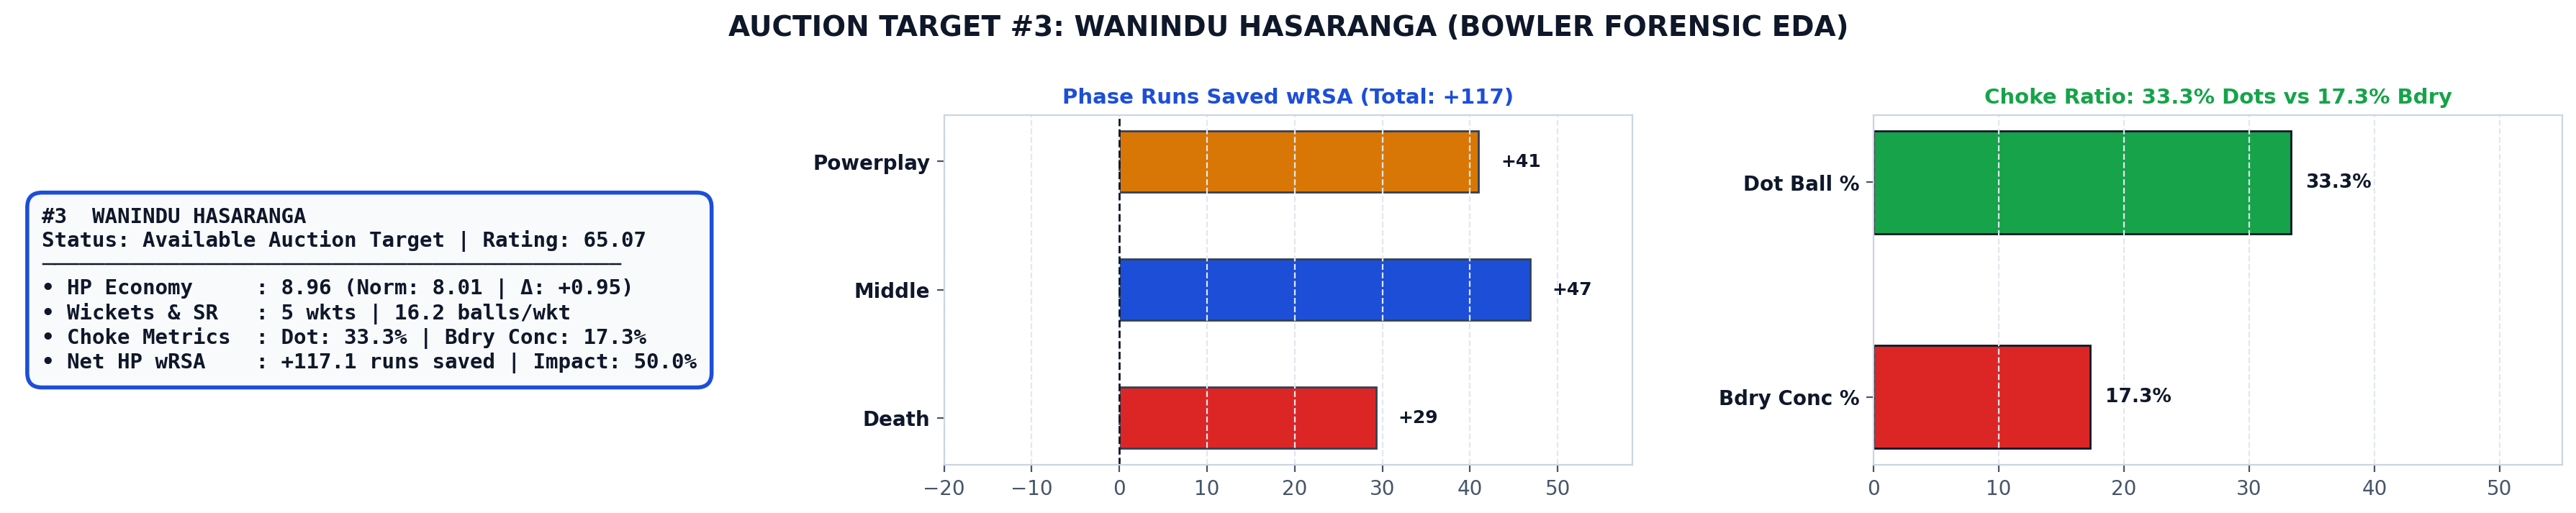 AUCTION TARGET #3: WANINDU HASARANGA (BOWLER FORENSIC EDA)
#3  WANINDU HASARANGA
Status: Available Auction Target | Rating: 65.07
• HP Economy     : 8.96 (Norm: 8.01 | Δ: +0.95)
• Wickets & SR   : 5 wkts | 16.2 balls/wkt
• Choke Metrics  : Dot: 33.3% | Bdry Conc: 17.3%
• Net HP wRSA    : +117.1 runs saved | Impact: 50.0%
Phase Runs Saved wRSA (Total: +117)
Powerplay
+41
Middle
+47
Death
+29
−20 −10 0 10 20 30 40 50
Choke Ratio: 33.3% Dots vs 17.3% Bdry
Dot Ball %
33.3%
Bdry Conc %
17.3%
0 10 20 30 40 50